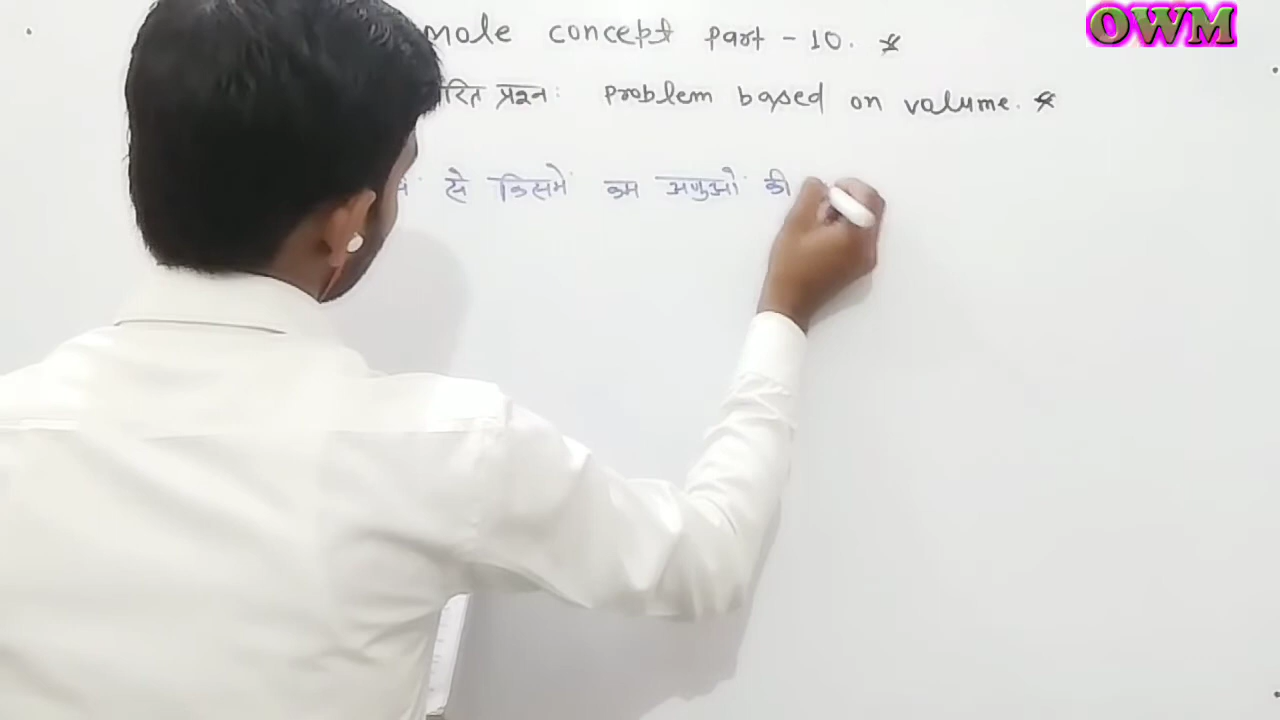 OWM
mole concept part - 10. *
प्रश्न: Problem based on volume. *
से किसमें कम अणुओं की